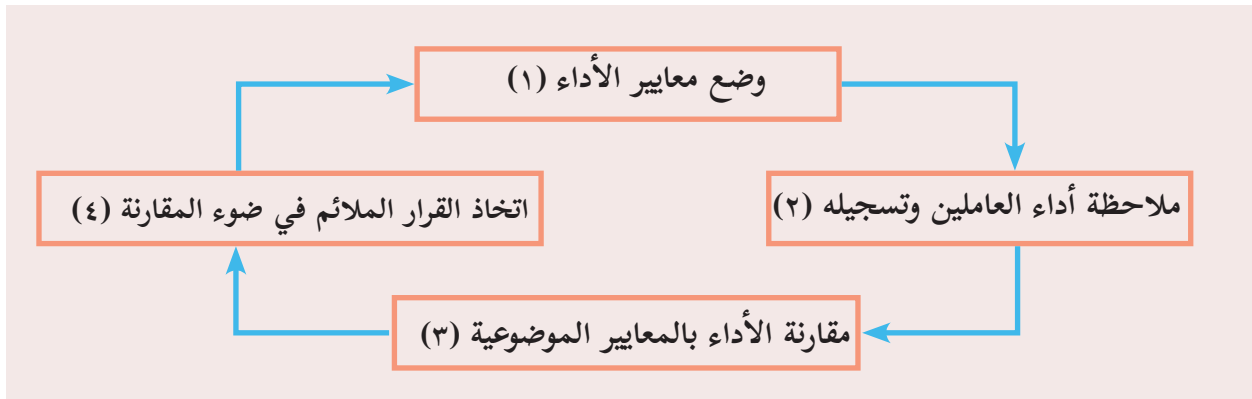 وضع معايير الأداء (١)
ملاحظة أداء العاملين وتسجيله (٢)
مقارنة الأداء بالمعايير الموضوعية (٣)
اتخاذ القرار الملائم في ضوء المقارنة (٤)